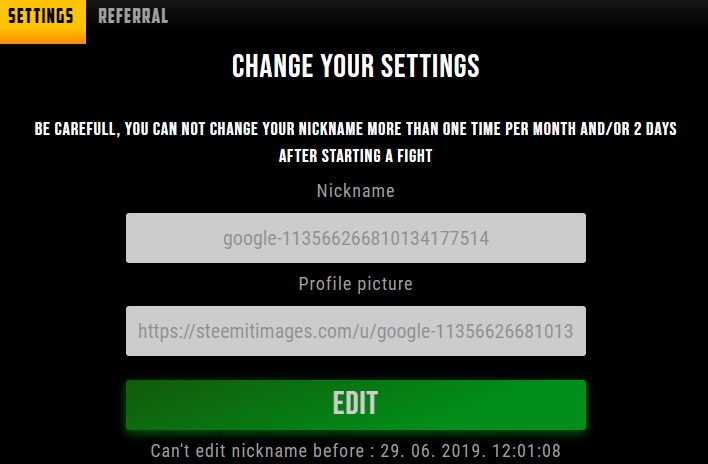 SETTINGS REFERRAL
CHANGE YOUR SETTINGS
BE CAREFULL, YOU CAN NOT CHANGE YOUR NICKNAME MORE THAN ONE TIME PER MONTH AND/OR 2 DAYS
AFTER STARTING A FIGHT
Nickname
google-113566266810134177514
Profile picture
https://steemitimages.com/u/google-11356626681013
EDIT
Can't edit nickname before : 29. 06. 2019. 12:01:08